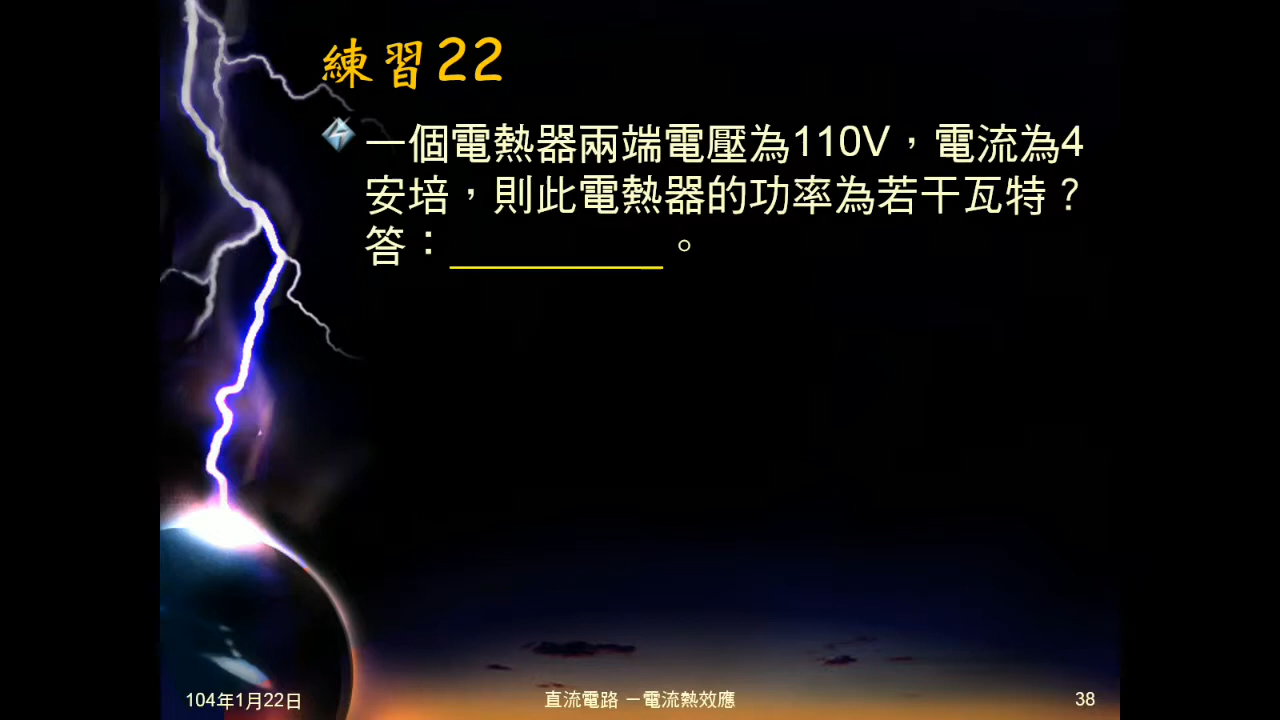 練習22
一個電熱器兩端電壓為110V，電流為4
安培，則此電熱器的功率為若干瓦特？
答：__________。
104年1月22日
直流電路 －電流熱效應
38